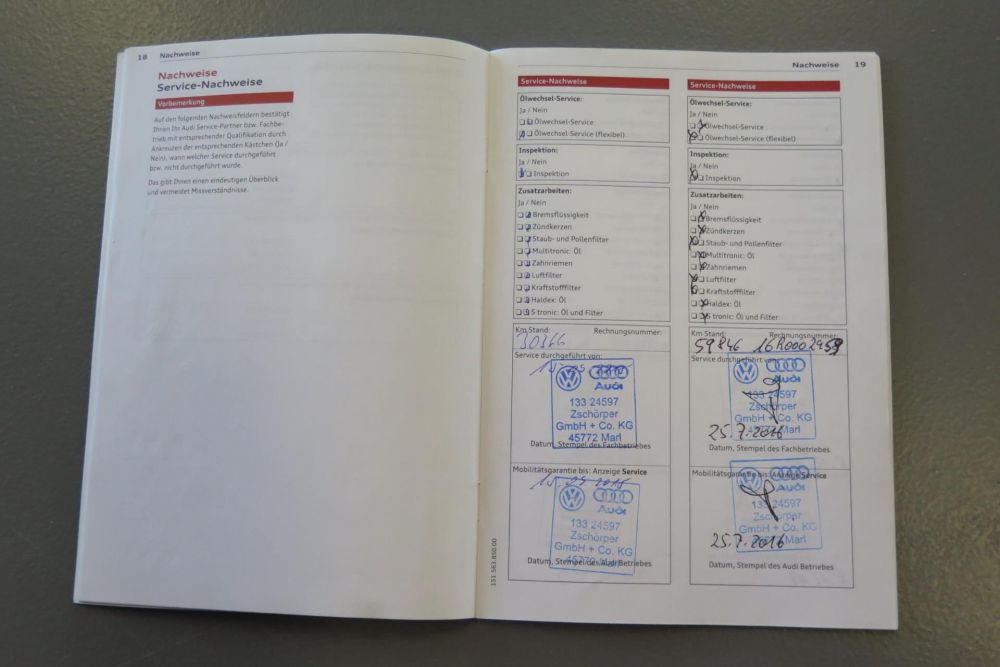 18 Nachweise
Nachweise
Service-Nachweise
Vorbemerkung
Auf den folgenden Nachweisfeldern bestätigt
Ihnen Ihr Audi Service-Partner bzw. Fachbe-
trieb mit entsprechender Qualifikation durch
Ankreuzen der entsprechenden Kästchen (Ja /
Nein), wann welcher Service durchgeführt
bzw. nicht durchgeführt wurde.
Das gibt Ihnen einen eindeutigen Überblick
und vermeidet Missverständnisse.
Nachweise 19
Service-Nachweise
Ölwechsel-Service:
Ja / Nein
Ölwechsel-Service
Ölwechsel-Service (flexibel)
Inspektion:
Ja / Nein
Inspektion
Zusatzarbeiten:
Ja / Nein
Bremsflüssigkeit
Zündkerzen
Staub- und Pollenfilter
Multitronic: Öl
Zahnriemen
Luftfilter
Kraftstofffilter
Haldex: Öl
S tronic: Öl und Filter
Km Stand: Rechnungsnummer:
30366
Service durchgeführt von:
Audi
133 24597
Zschörper
GmbH + Co. KG
45772 Marl
Datum, Stempel des Fachbetriebes
Mobilitätsgarantie bis: Anzeige Service
Audi
133 24597
Zschörper
GmbH + Co. KG
45772 Marl
Datum, Stempel des Audi Betriebes
151.563.850.00
Service-Nachweise
Ölwechsel-Service:
Ja / Nein
Ölwechsel-Service
Ölwechsel-Service (flexibel)
Inspektion:
Ja / Nein
Inspektion
Zusatzarbeiten:
Ja / Nein
Bremsflüssigkeit
Zündkerzen
Staub- und Pollenfilter
Multitronic: Öl
Zahnriemen
Luftfilter
Kraftstofffilter
Haldex: Öl
S tronic: Öl und Filter
Km Stand: Rechnungsnummer:
59846
Service durchgeführt von:
Audi
133 24597
Zschörper
GmbH + Co. KG
45772 Marl
25.7.2016
Datum, Stempel des Fachbetriebes
Mobilitätsgarantie bis: Anzeige Service
Audi
133 24597
Zschörper
GmbH + Co. KG
45772 Marl
25.7.2016
Datum, Stempel des Audi Betriebes